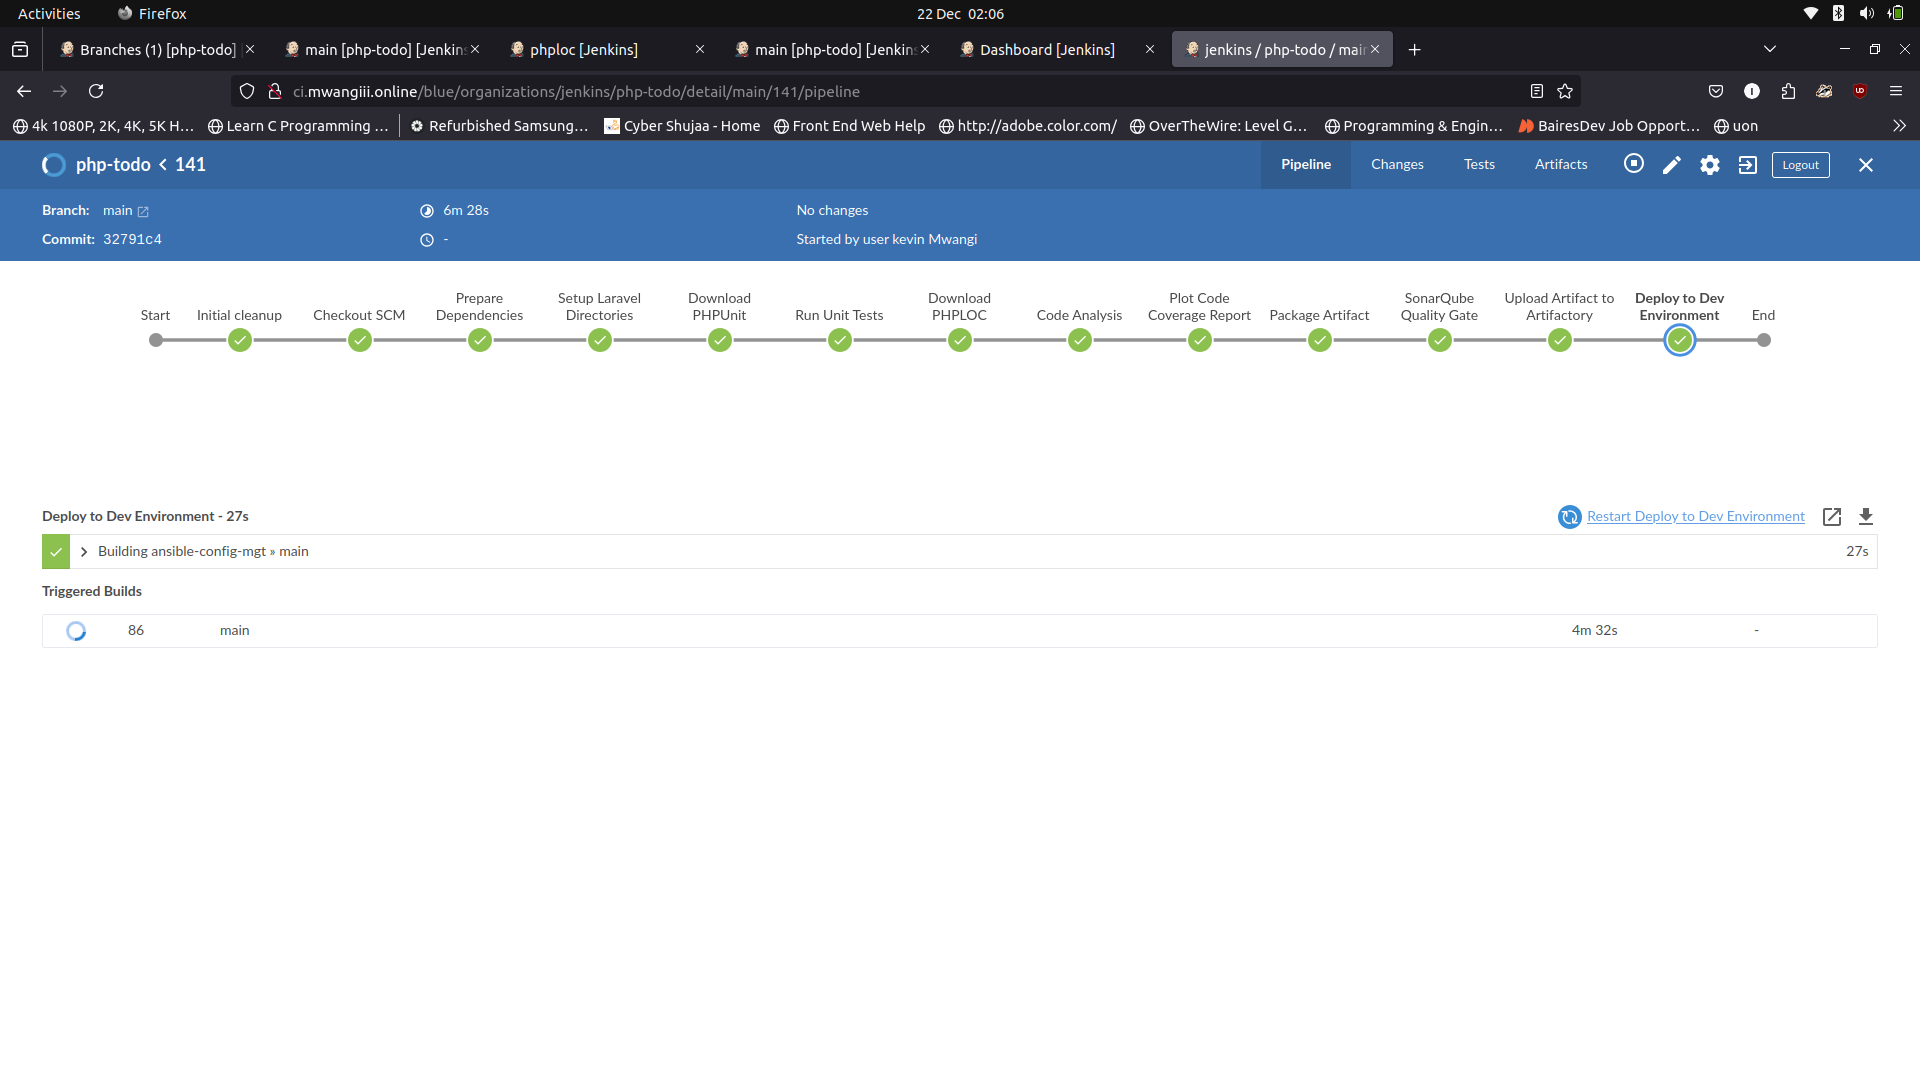 Activities Firefox 22 Dec 02:06
Branches (1) [php-todo] main [php-todo] [Jenkins phploc [Jenkins] main [php-todo] [Jenkins Dashboard [Jenkins] jenkins / php-todo / main
ci.mwangiii.online/blue/organizations/jenkins/php-todo/detail/main/141/pipeline
4k 1080P, 2K, 4K, 5K H... Learn C Programming ... Refurbished Samsung... Cyber Shujaa - Home Front End Web Help http://adobe.color.com/ OverTheWire: Level G... Programming & Engin... BairesDev Job Opport... uon
php-todo < 141 Pipeline Changes Tests Artifacts Logout
Branch: main 6m 28s No changes
Commit: 32791c4 - Started by user kevin Mwangi
Start
Initial cleanup
Checkout SCM
Prepare
Dependencies
Setup Laravel
Directories
Download
PHPUnit
Run Unit Tests
Download
PHPLOC
Code Analysis
Plot Code
Coverage Report
Package Artifact
SonarQube
Quality Gate
Upload Artifact to
Artifactory
Deploy to Dev
Environment
End
Deploy to Dev Environment - 27s Restart Deploy to Dev Environment
Building ansible-config-mgt » main 27s
Triggered Builds
86 main 4m 32s -